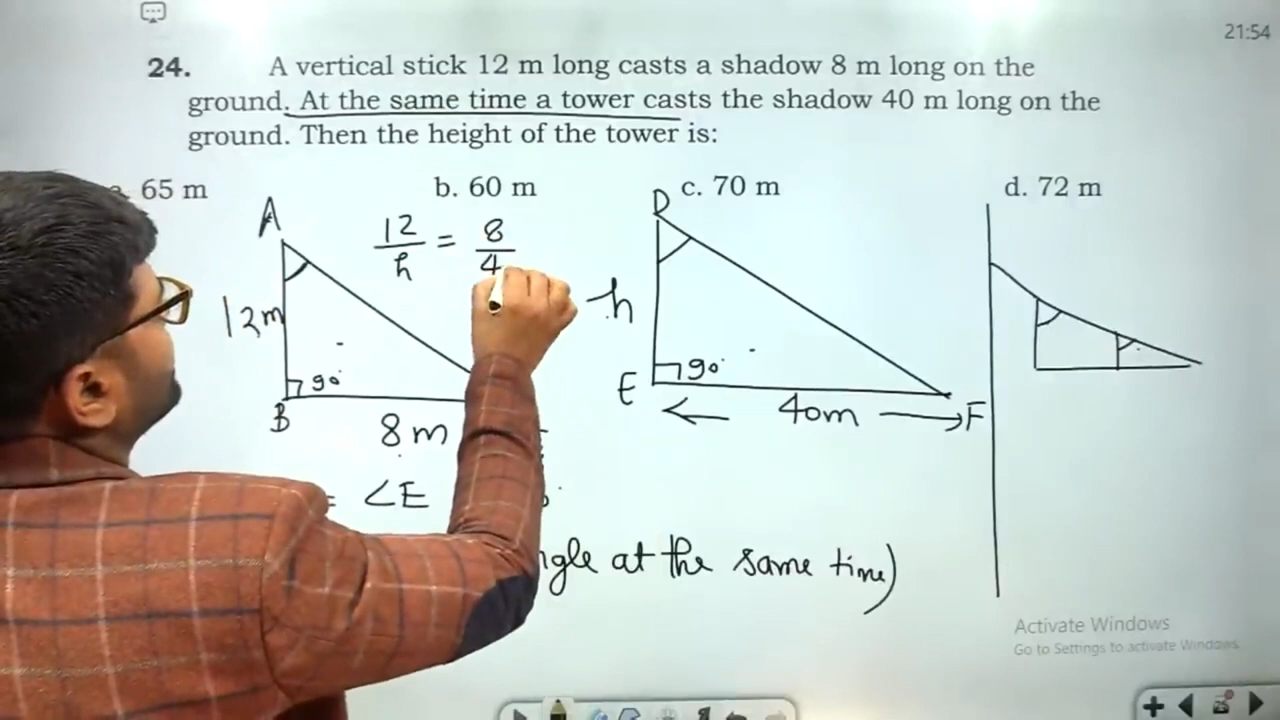 21:54
24. A vertical stick 12 m long casts a shadow 8 m long on the
ground. At the same time a tower casts the shadow 40 m long on the
ground. Then the height of the tower is:
65 m b. 60 m c. 70 m d. 72 m
A
D
12/h = 8/4
12m
h
90°
90°
B
8m
E
40m
F
= ∠E
at the same time)
Activate Windows
Go to Settings to activate Windows.